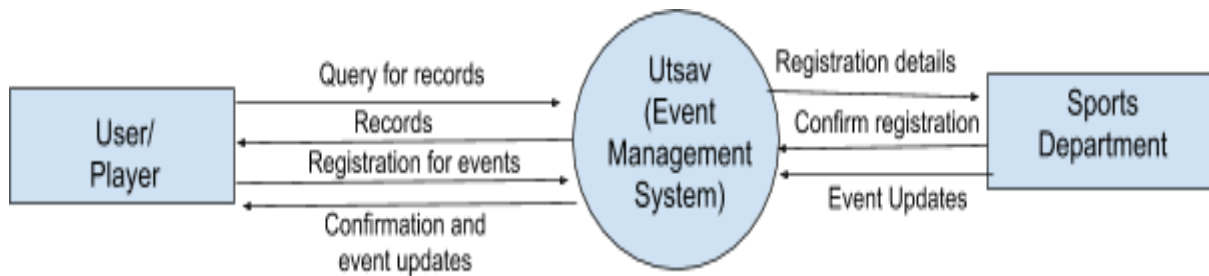 User/
Player
Query for records
Records
Registration for events
Confirmation and
event updates
Utsav
(Event
Management
System)
Registration details
Confirm registration
Event Updates
Sports
Department